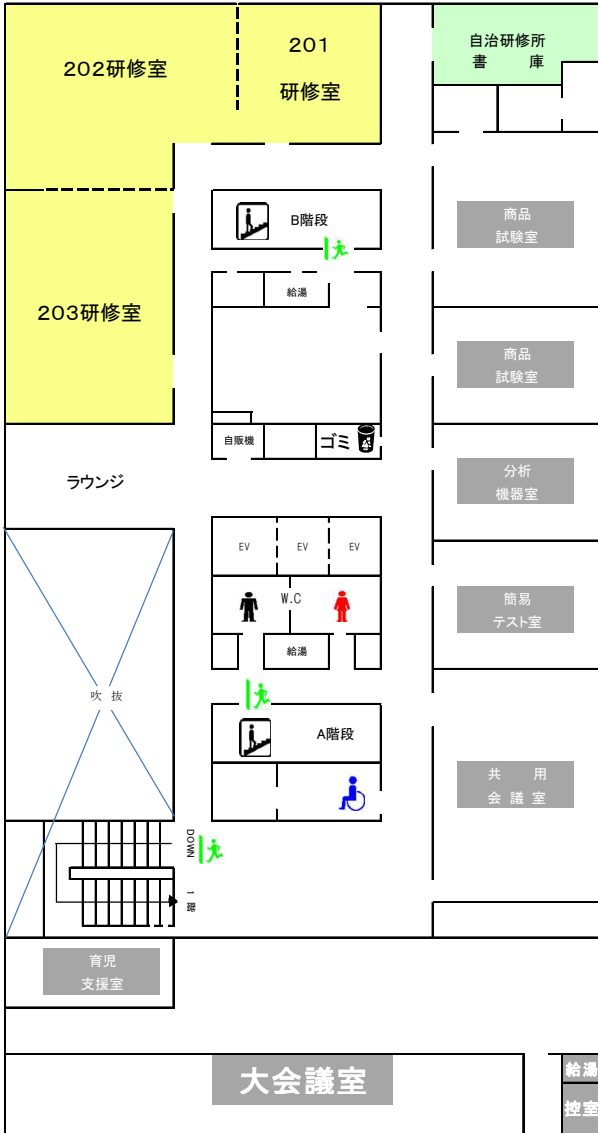 202研修室
201
研修室
自治研修所
書 庫
B階段
商品
試験室
給湯
203研修室
商品
試験室
自販機
ゴミ
ラウンジ
分析
機器室
EV
EV
EV
W.C
簡易
テスト室
給湯
吹 抜
A階段
共 用
会 議 室
DOWN
1 階
育児
支援室
大会議室
給湯
控室